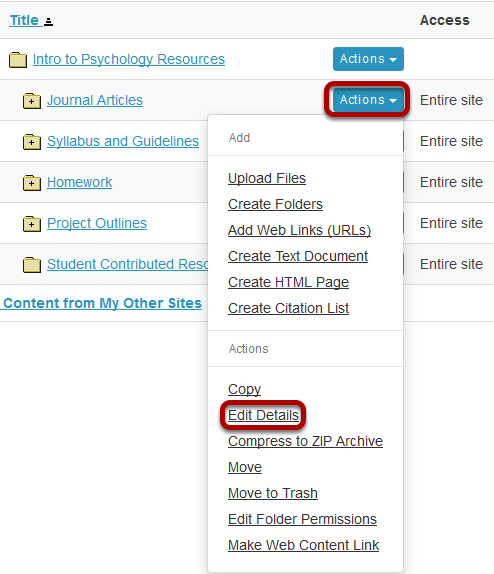 Title Access
Intro to Psychology Resources Actions
Journal Articles Actions Entire site
Syllabus and Guidelines Entire site
Homework Entire site
Project Outlines Entire site
Student Contributed Reso Entire site
Content from My Other Sites
Add
Upload Files
Create Folders
Add Web Links (URLs)
Create Text Document
Create HTML Page
Create Citation List
Actions
Copy
Edit Details
Compress to ZIP Archive
Move
Move to Trash
Edit Folder Permissions
Make Web Content Link